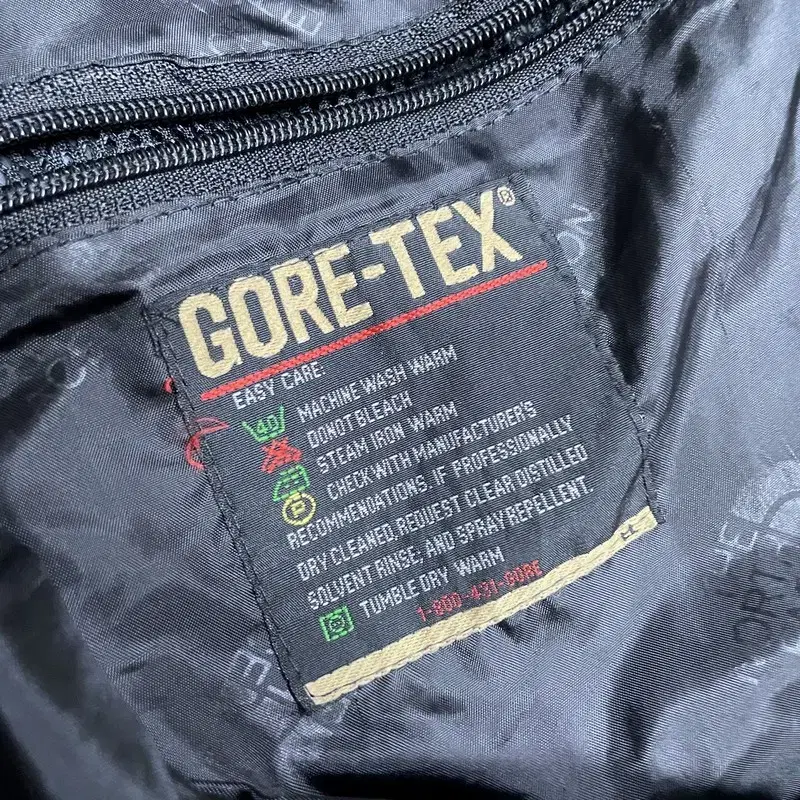 GORE-TEX®
EASY CARE:
40 MACHINE WASH WARM
DO NOT BLEACH
STEAM IRON WARM
P CHECK WITH MANUFACTURER'S
RECOMMENDATIONS. IF PROFESSIONALLY
DRY CLEANED, REQUEST CLEAR DISTILLED
SOLVENT RINSE; AND SPRAY REPELLENT.
TUMBLE DRY WARM
1-800-431-GORE